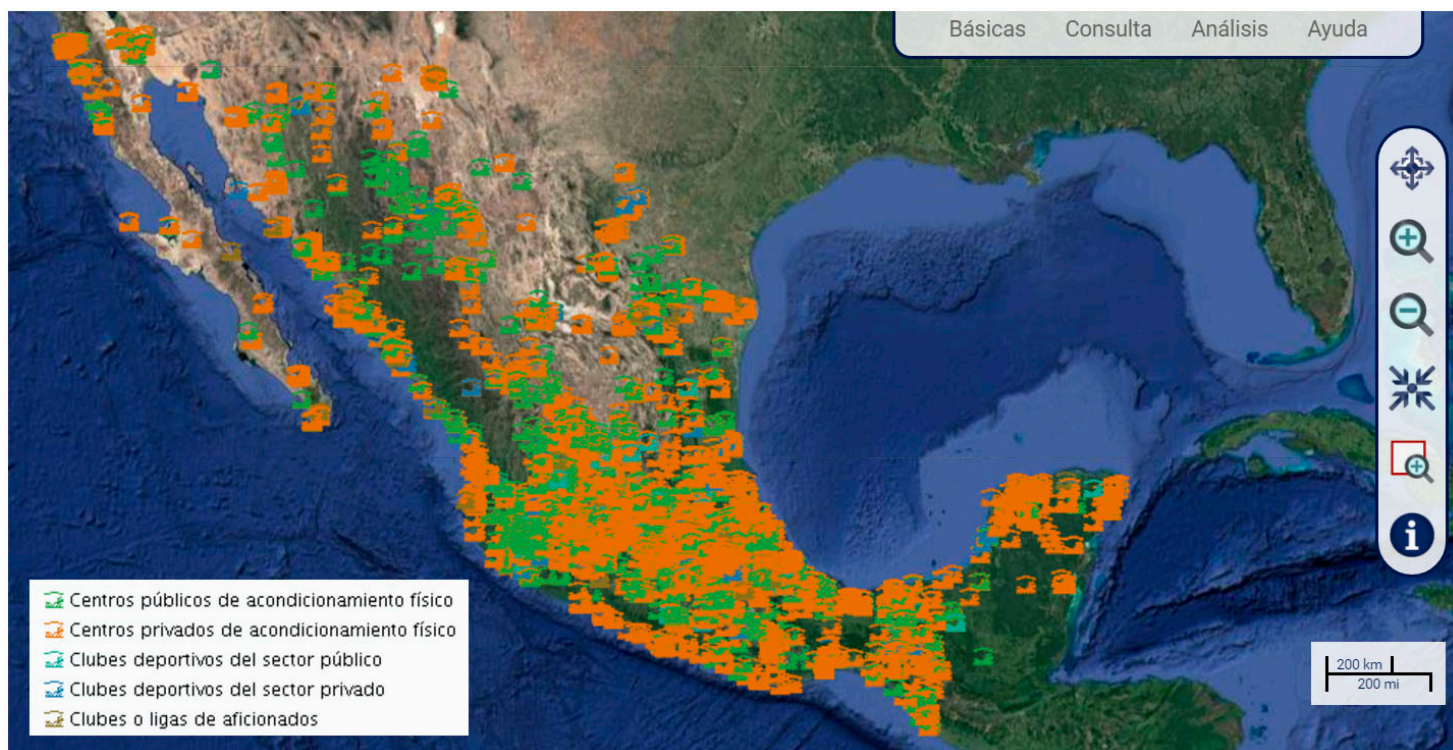 Básicas Consulta Análisis Ayuda
Centros públicos de acondicionamiento físico
Centros privados de acondicionamiento físico
Clubes deportivos del sector público
Clubes deportivos del sector privado
Clubes o ligas de aficionados
200 km
200 mi